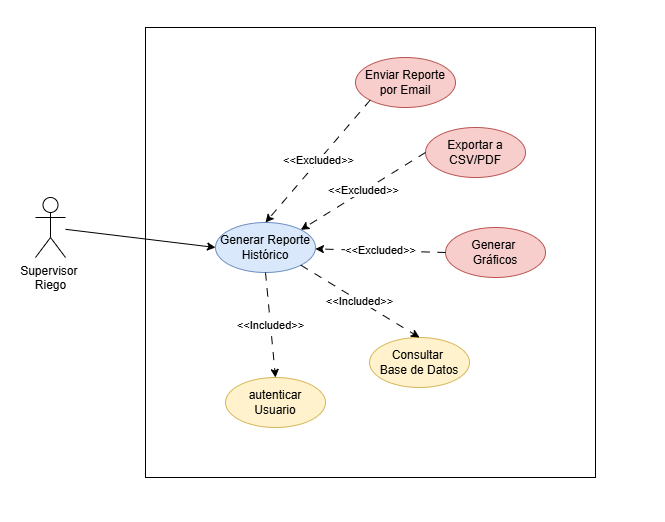 Enviar Reporte
por Email
Exportar a
CSV/PDF
<<Excluded>>
<<Excluded>>
Generar Reporte
Histórico
<<Excluded>>
Generar
Gráficos
Supervisor
Riego
<<Included>>
<<Included>>
Consultar
Base de Datos
autenticar
Usuario